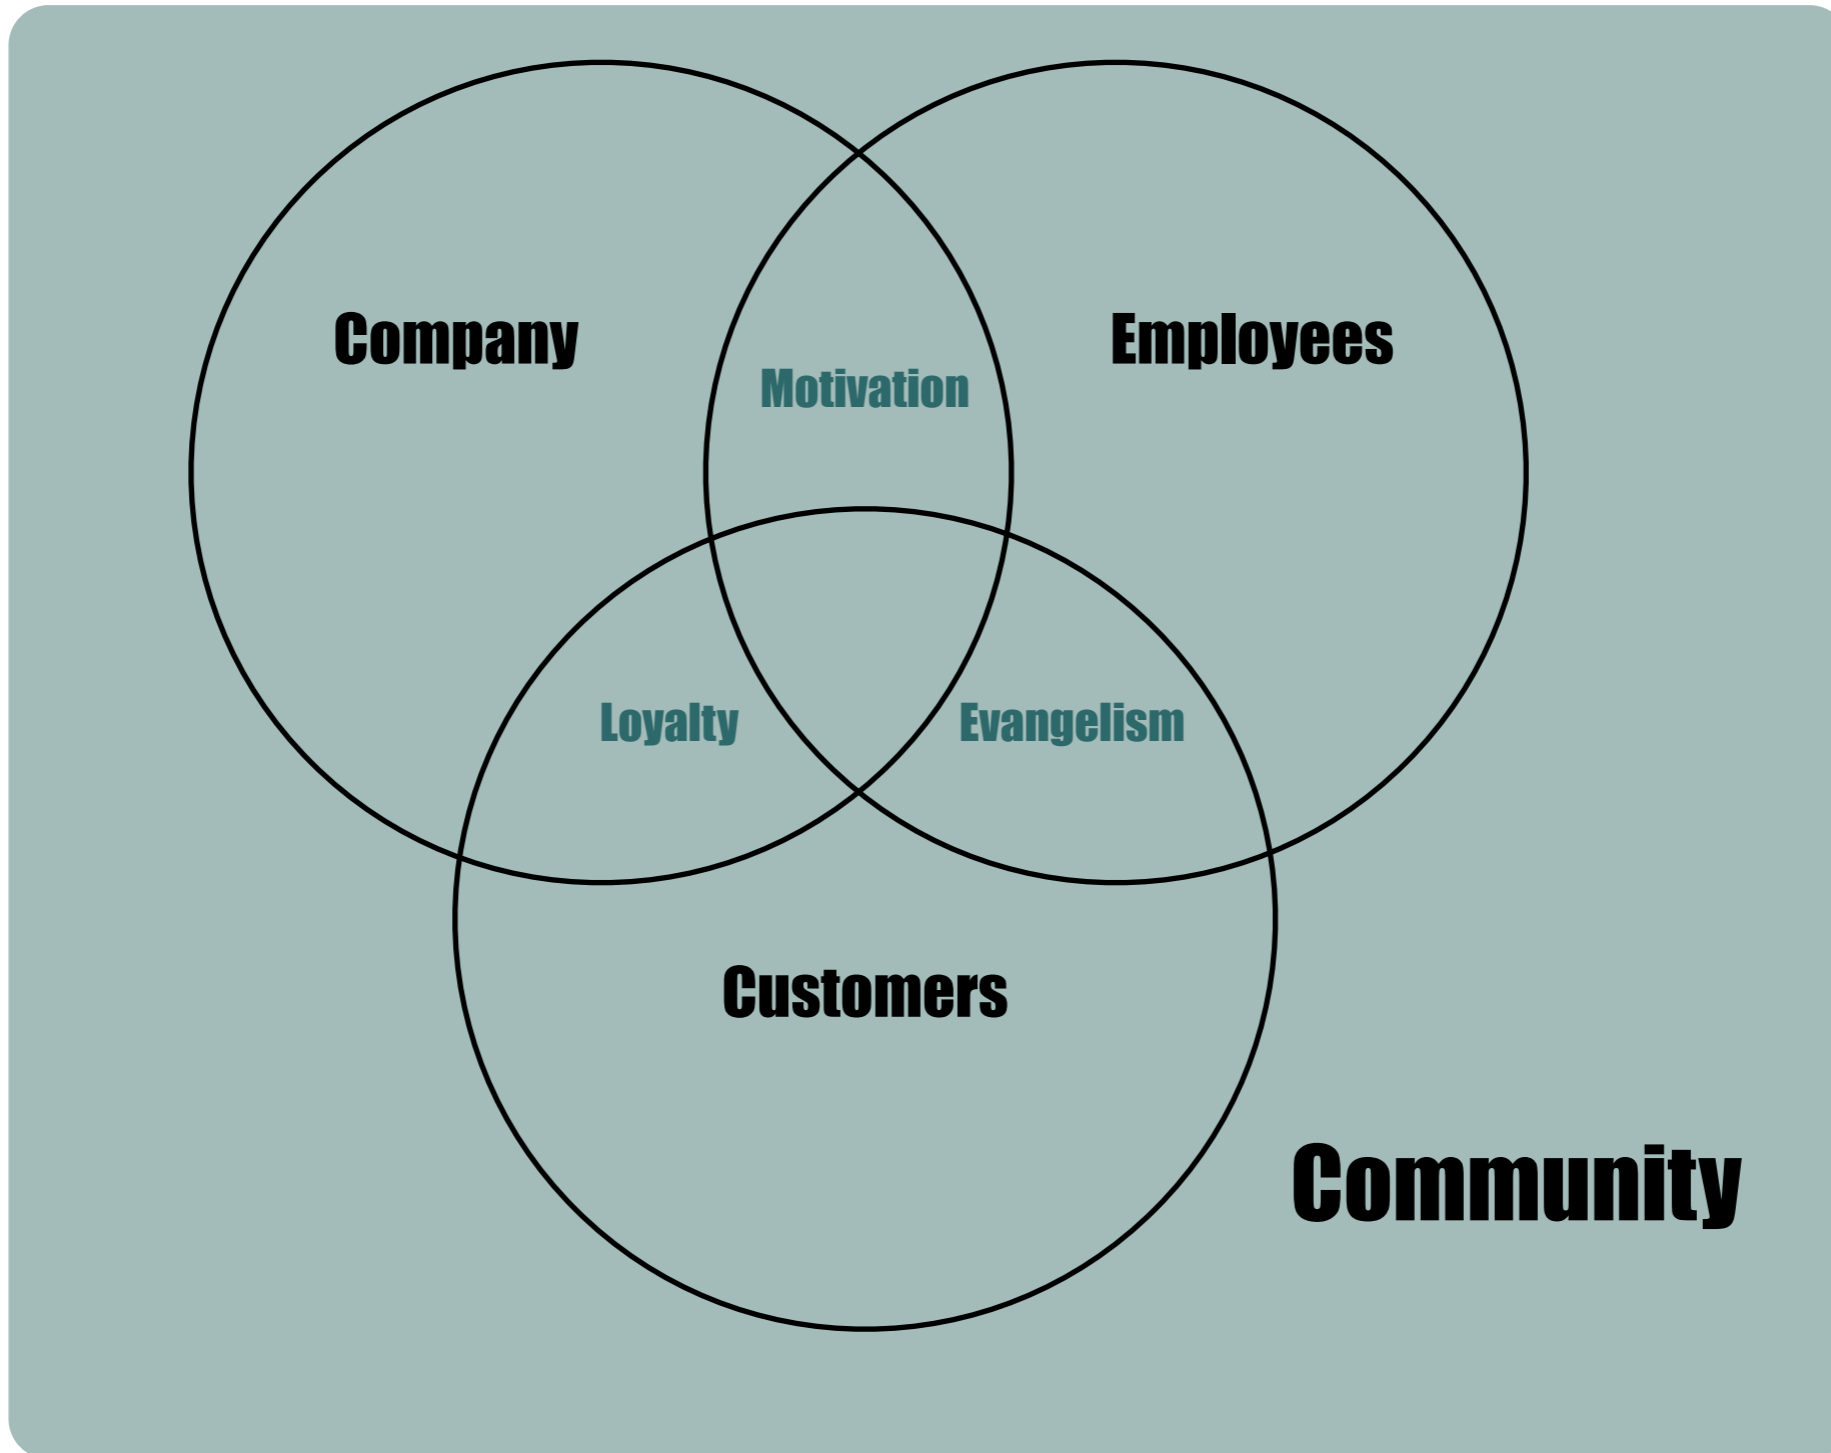 Company
Employees
Motivation
Loyalty
Evangelism
Customers
Community